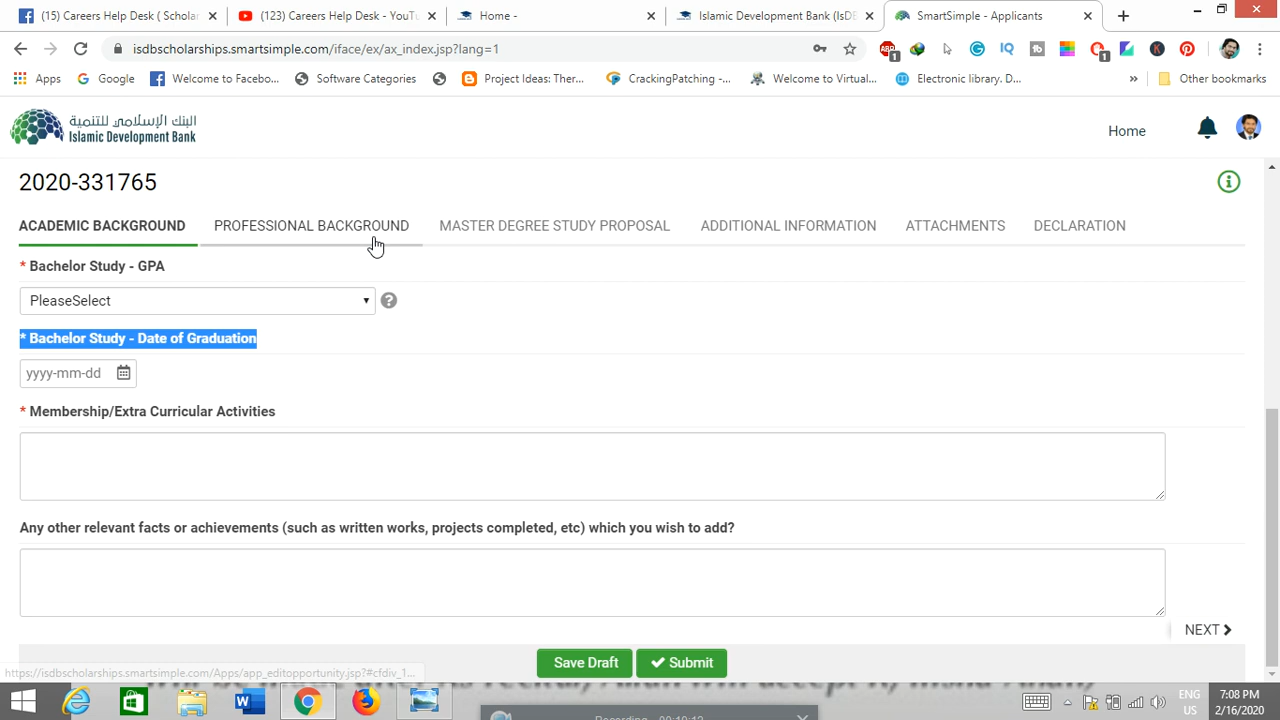 (15) Careers Help Desk ( Schola
(123) Careers Help Desk - YouTu
Home -
Islamic Development Bank (IsDB
SmartSimple - Applicants
isdbscholarships.smartsimple.com/iface/ex/ax_index.jsp?lang=1
Apps
Google
Welcome to Facebo...
Software Categories
Project Ideas: Ther...
CrackingPatching -...
Welcome to Virtual...
Electronic library. D...
»
Other bookmarks
البنك الإسلامي للتنمية
Islamic Development Bank
Home
2020-331765
ACADEMIC BACKGROUND PROFESSIONAL BACKGROUND MASTER DEGREE STUDY PROPOSAL ADDITIONAL INFORMATION ATTACHMENTS DECLARATION
* Bachelor Study - GPA
PleaseSelect
* Bachelor Study - Date of Graduation
yyyy-mm-dd
* Membership/Extra Curricular Activities
Any other relevant facts or achievements (such as written works, projects completed, etc) which you wish to add?
NEXT
Save Draft Submit
https://isdbscholarships.smartsimple.com/Apps/app_editopportunity.jsp?#cfdiv_1...
ENG
US
7:08 PM
2/16/2020